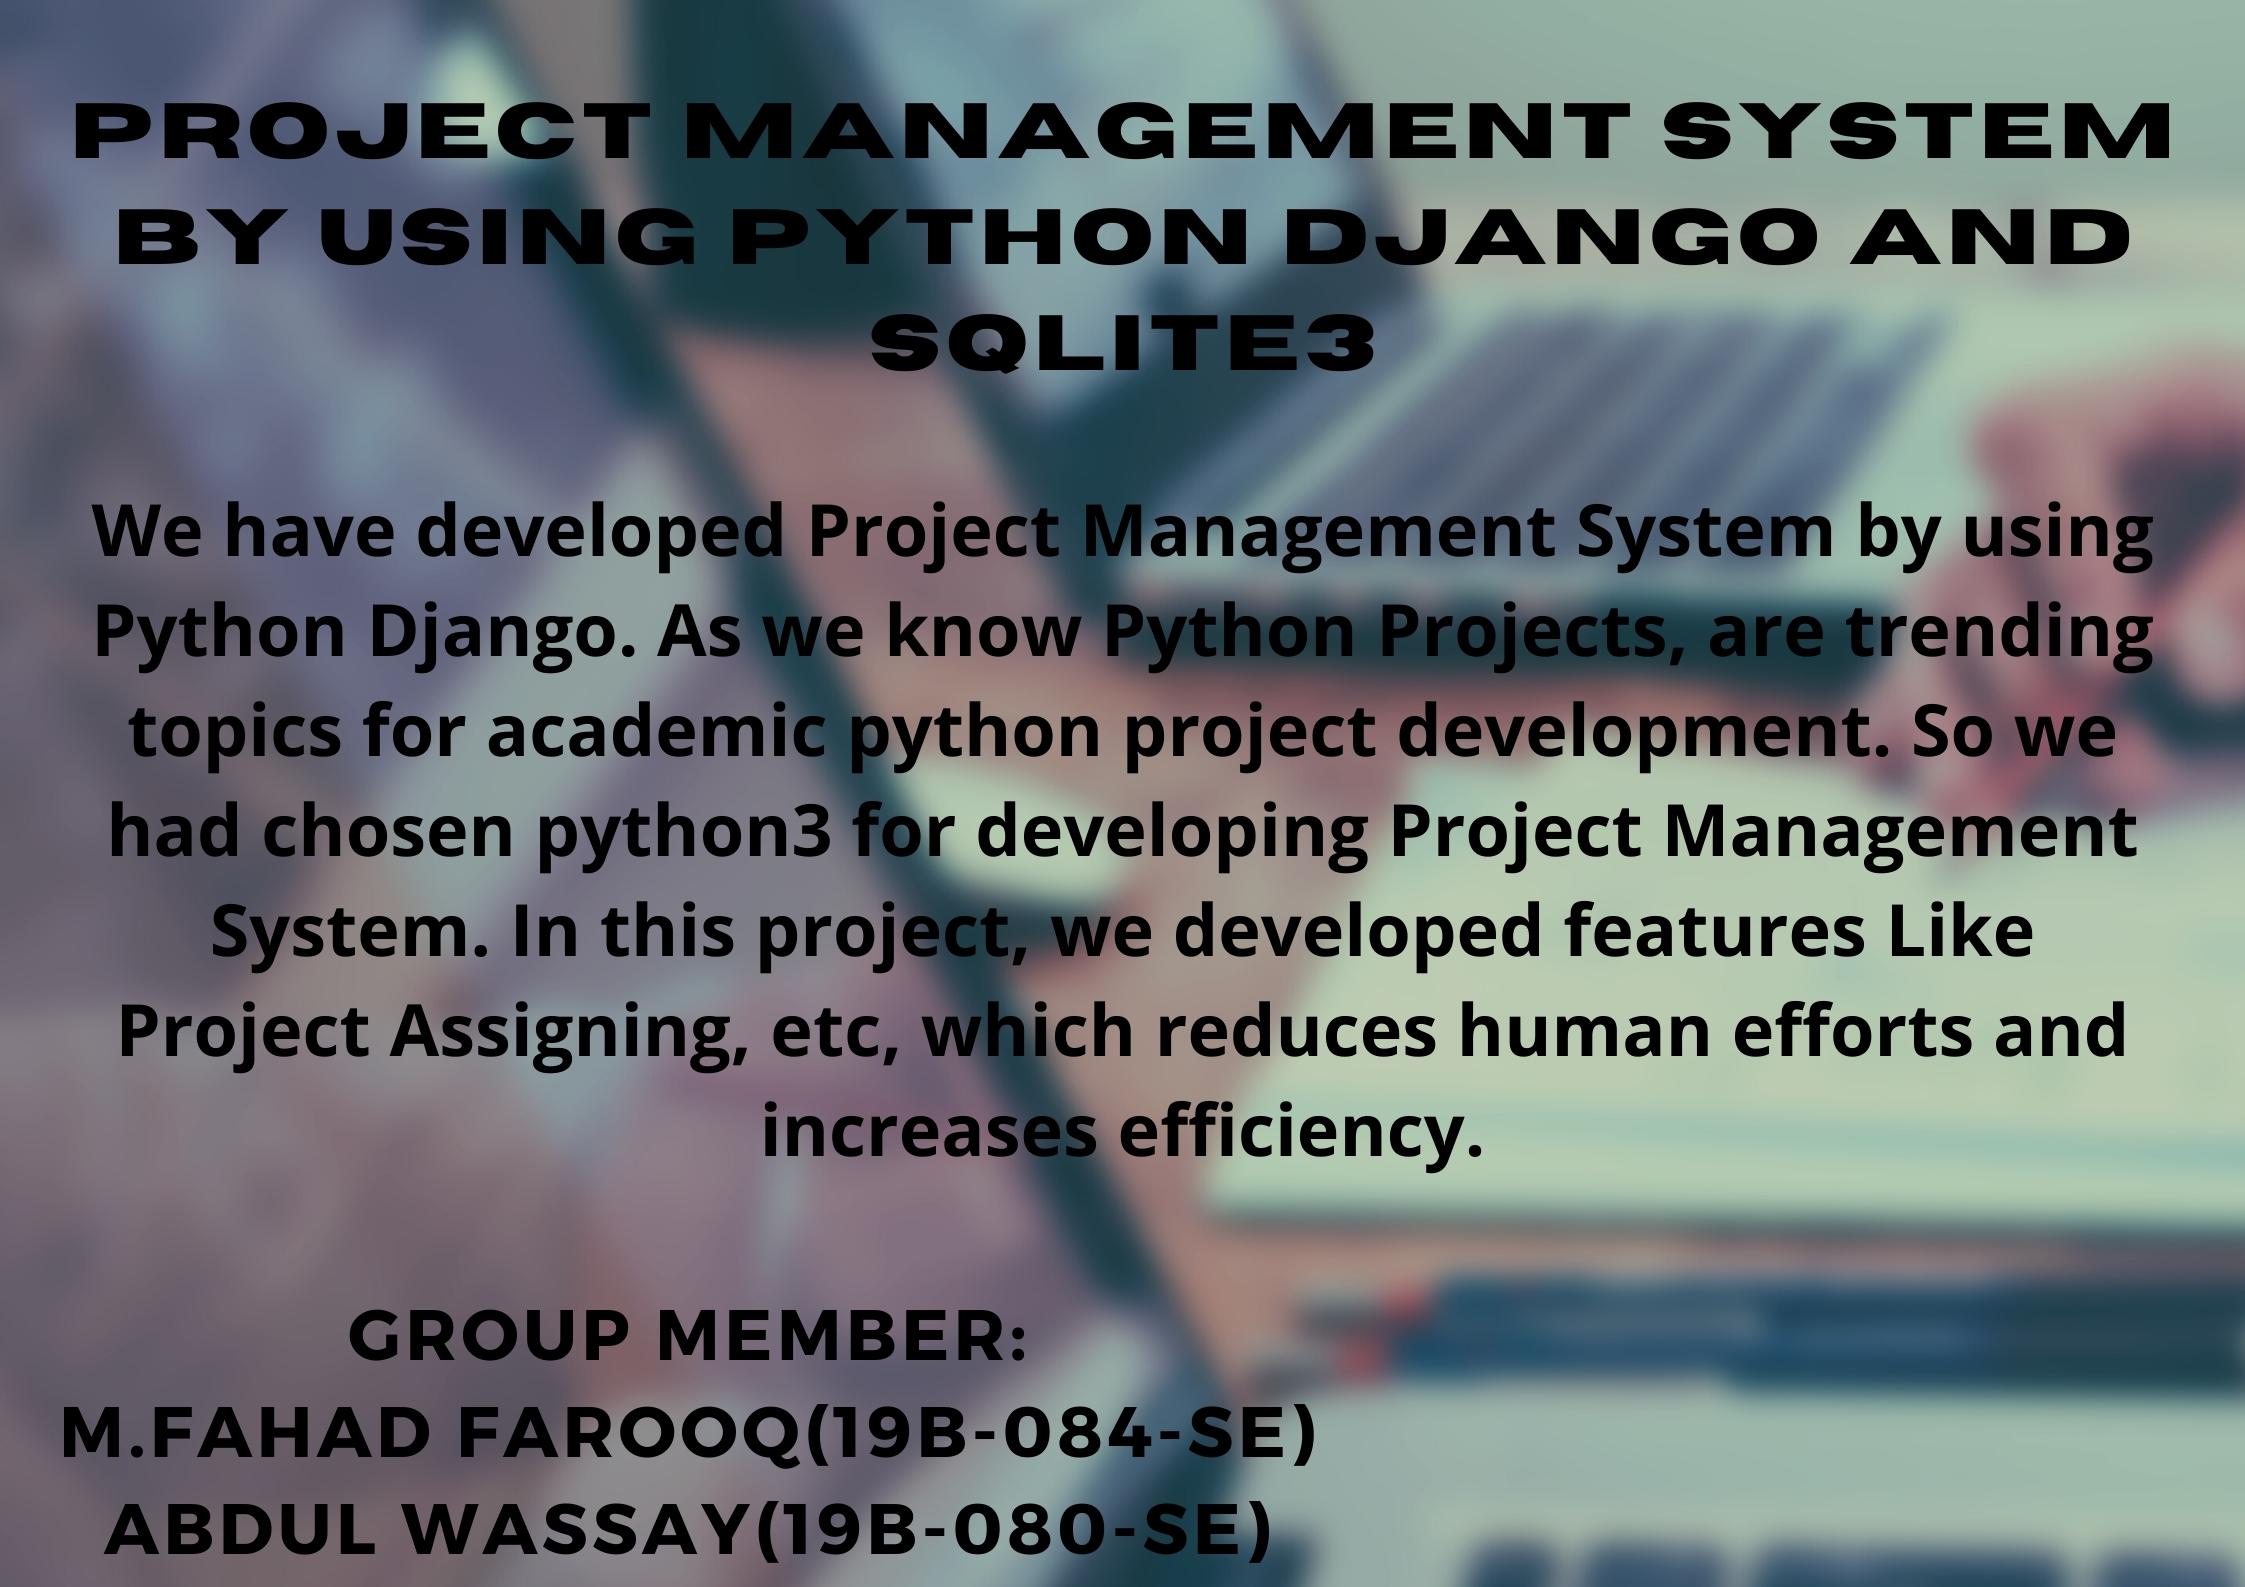 PROJECT MANAGEMENT SYSTEM
BY USING PYTHON DJANGO AND
SQLITE3
We have developed Project Management System by using
Python Django. As we know Python Projects, are trending
topics for academic python project development. So we
had chosen python3 for developing Project Management
System. In this project, we developed features Like
Project Assigning, etc, which reduces human efforts and
increases efficiency.
GROUP MEMBER:
M.FAHAD FAROOQ(19B-084-SE)
ABDUL WASSAY(19B-080-SE)